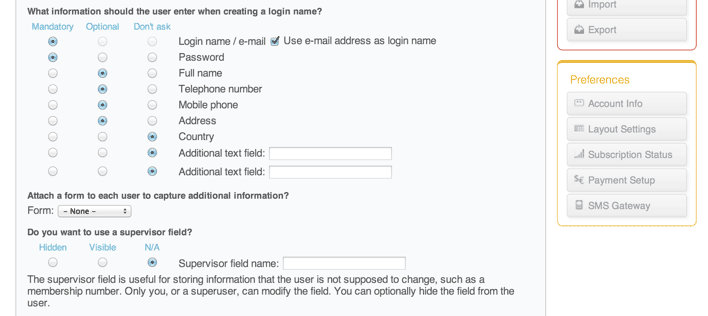 What information should the user enter when creating a login name?
Mandatory Optional Don't ask
Login name / e-mail Use e-mail address as login name
Password
Full name
Telephone number
Mobile phone
Address
Country
Additional text field:
Additional text field:
Attach a form to each user to capture additional information?
Form: - None -
Do you want to use a supervisor field?
Hidden Visible N/A
Supervisor field name:
The supervisor field is useful for storing information that the user is not supposed to change, such as a
membership number. Only you, or a superuser, can modify the field. You can optionally hide the field from the
user.
Import
Export
Preferences
Account Info
Layout Settings
Subscription Status
$€ Payment Setup
SMS Gateway